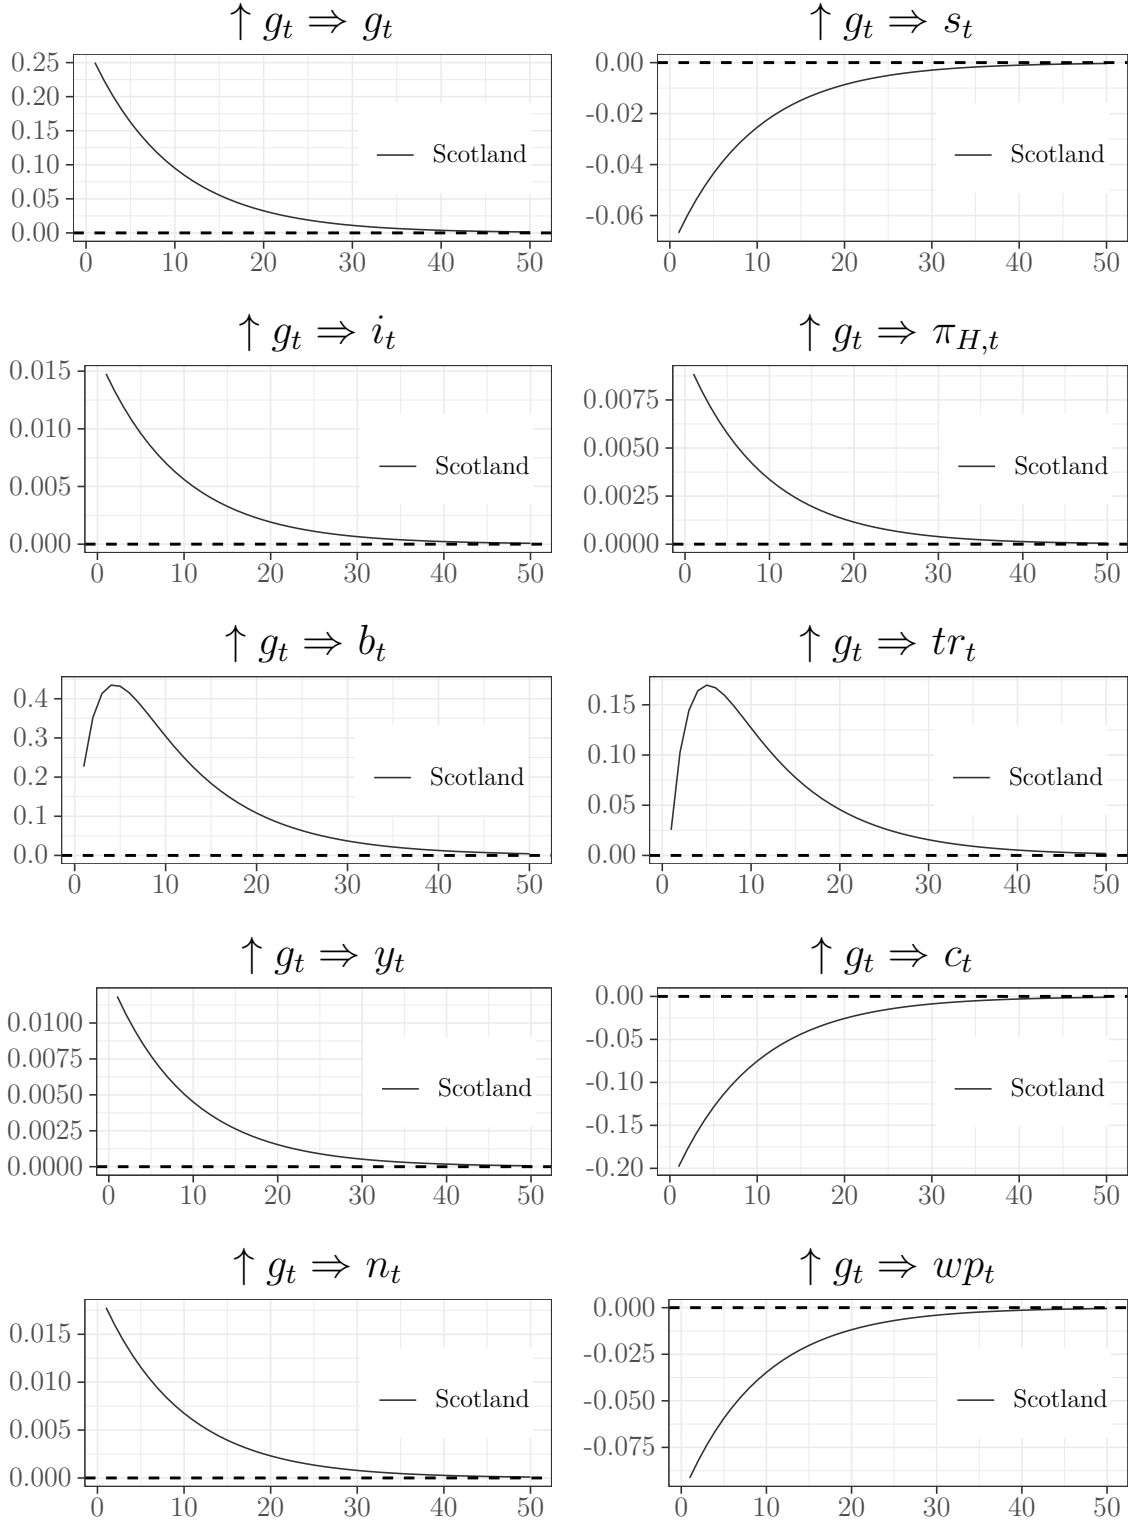 ↑ g_t ⇒ g_t
0.25
0.20
0.15
0.10
0.05
0.00
Scotland
0 10 20 30 40 50
↑ g_t ⇒ s_t
0.00
-0.02
-0.04
-0.06
Scotland
0 10 20 30 40 50
↑ g_t ⇒ i_t
0.015
0.010
0.005
0.000
Scotland
0 10 20 30 40 50
↑ g_t ⇒ π_{H,t}
0.0075
0.0050
0.0025
0.0000
Scotland
0 10 20 30 40 50
↑ g_t ⇒ b_t
0.4
0.3
0.2
0.1
0.0
Scotland
0 10 20 30 40 50
↑ g_t ⇒ tr_t
0.15
0.10
0.05
0.00
Scotland
0 10 20 30 40 50
↑ g_t ⇒ y_t
0.0100
0.0075
0.0050
0.0025
0.0000
Scotland
0 10 20 30 40 50
↑ g_t ⇒ c_t
0.00
-0.05
-0.10
-0.15
-0.20
Scotland
0 10 20 30 40 50
↑ g_t ⇒ n_t
0.015
0.010
0.005
0.000
Scotland
0 10 20 30 40 50
↑ g_t ⇒ wp_t
0.000
-0.025
-0.050
-0.075
Scotland
0 10 20 30 40 50